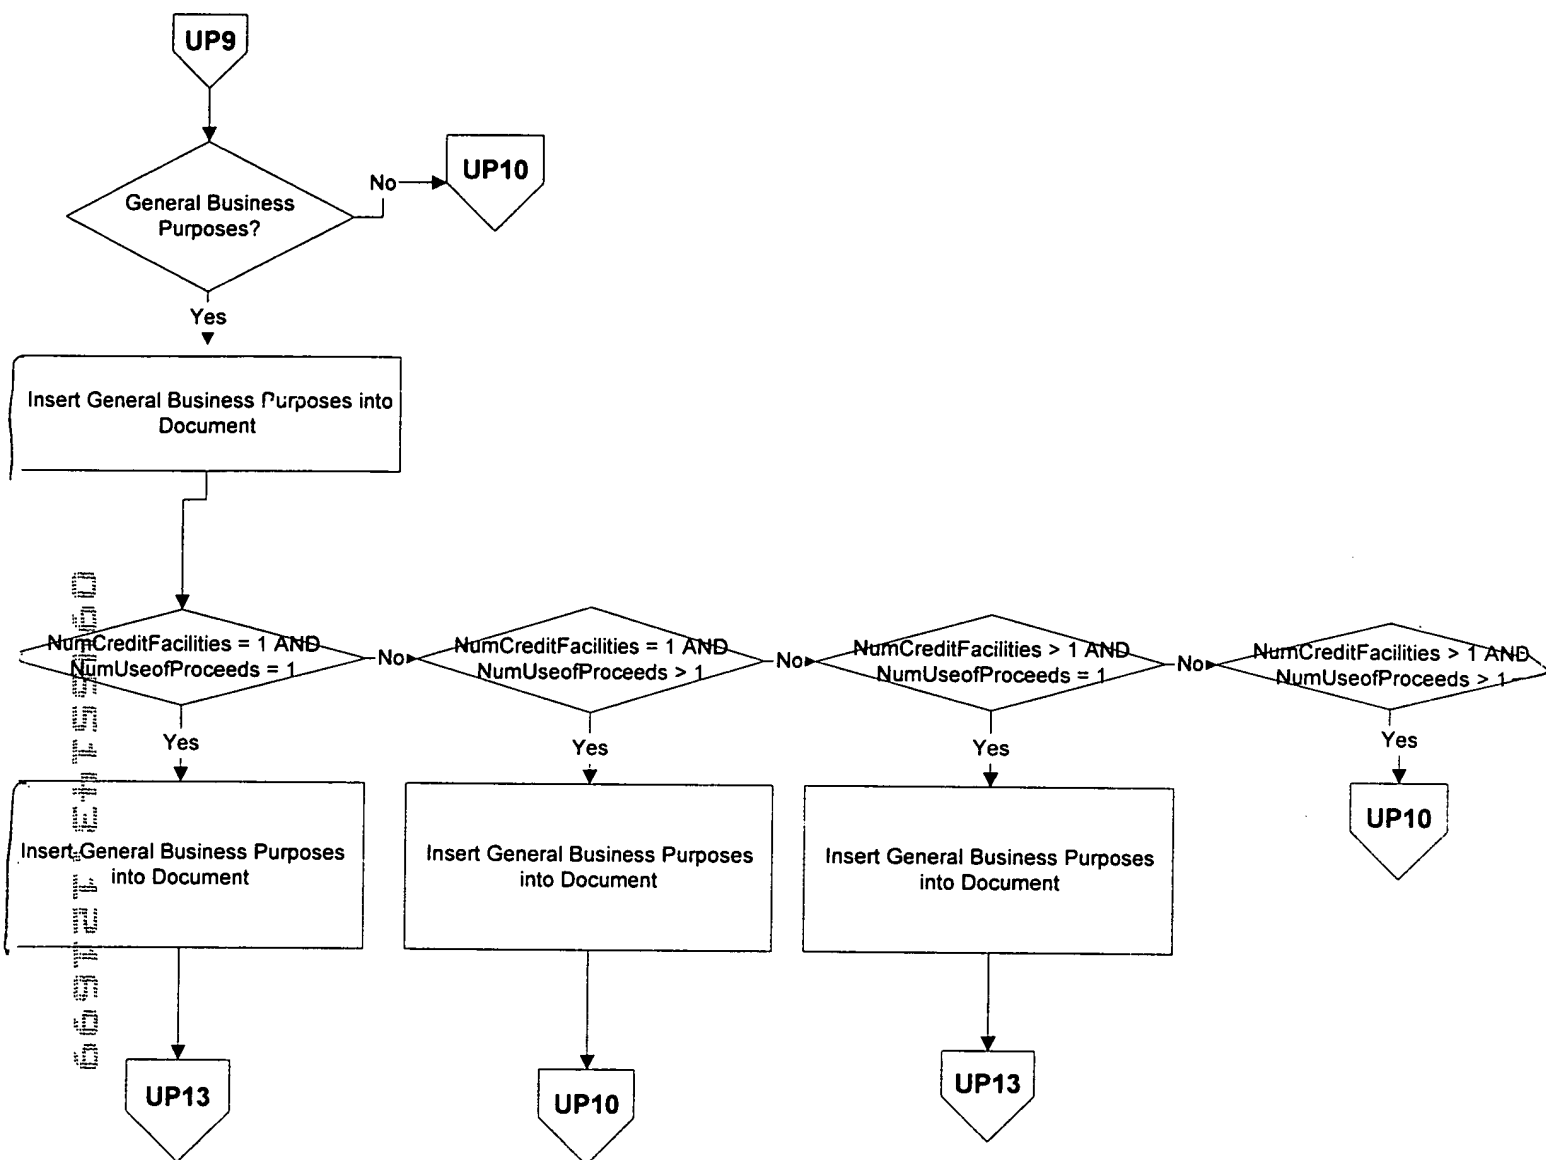 UP9
General Business
Purposes?
No
UP10
Yes
Insert General Business Purposes into
Document
NumCreditFacilities = 1 AND
NumUseofProceeds = 1
No
NumCreditFacilities = 1 AND
NumUseofProceeds > 1
No
NumCreditFacilities > 1 AND
NumUseofProceeds = 1
No
NumCreditFacilities > 1 AND
NumUseofProceeds > 1
Yes
Yes
Yes
Yes
Insert General Business Purposes
into Document
Insert General Business Purposes
into Document
Insert General Business Purposes
into Document
UP10
UP13
UP10
UP13